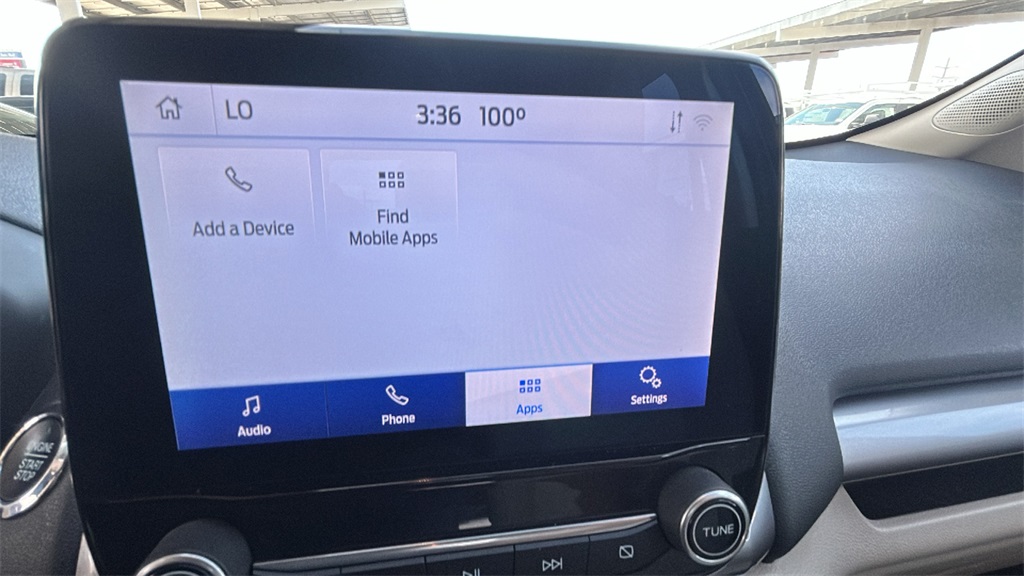 LO 3:36 100°
Add a Device
Find
Mobile Apps
Audio
Phone
Apps
Settings
ENGINE
START
STOP
TUNE